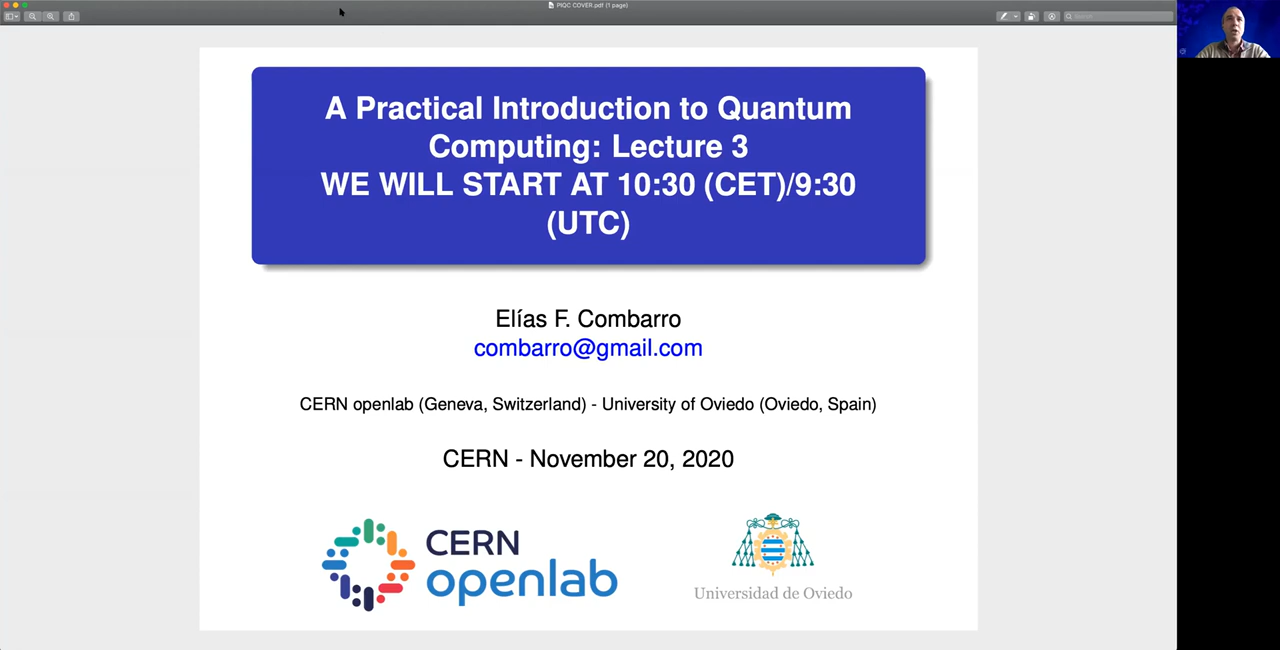 PIQC COVER.pdf (1 page)
Search
A Practical Introduction to Quantum
Computing: Lecture 3
WE WILL START AT 10:30 (CET)/9:30
(UTC)
Elías F. Combarro
combarro@gmail.com
CERN openlab (Geneva, Switzerland) - University of Oviedo (Oviedo, Spain)
CERN - November 20, 2020
CERN
openlab
Universidad de Oviedo